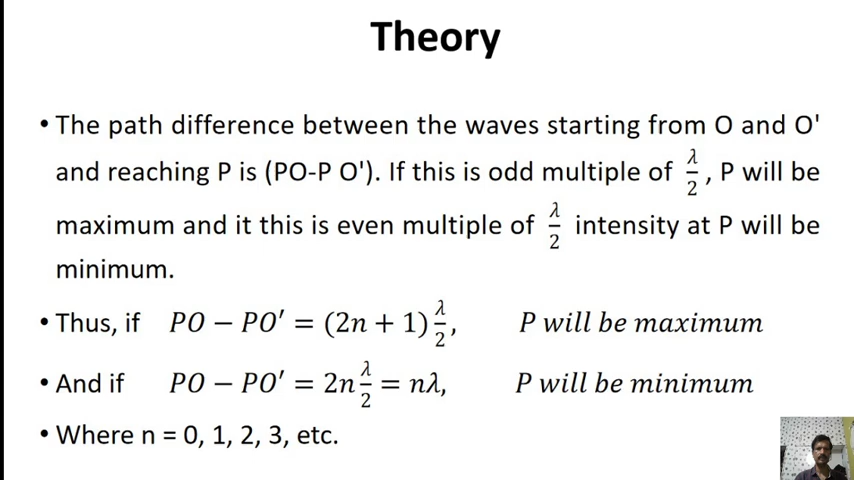 Theory
• The path difference between the waves starting from O and O'
and reaching P is (PO-P O'). If this is odd multiple of λ/2 , P will be
maximum and it this is even multiple of λ/2 intensity at P will be
minimum.
• Thus, if PO − PO′ = (2n + 1) λ/2, P will be maximum
• And if PO − PO′ = 2n λ/2 = nλ, P will be minimum
• Where n = 0, 1, 2, 3, etc.